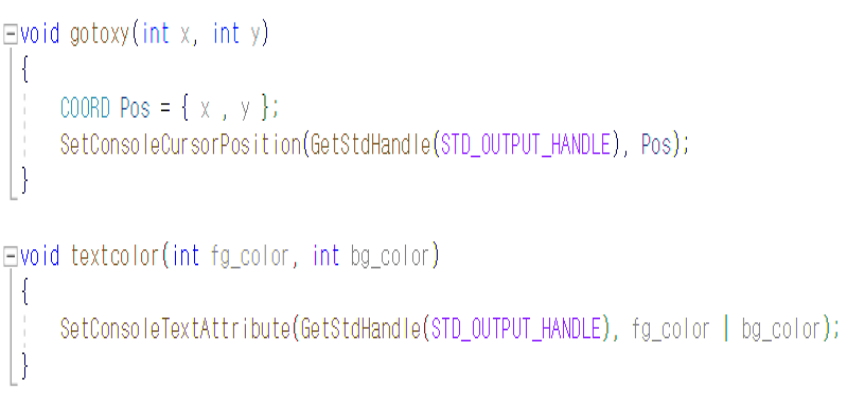 void gotoxy(int x, int y)
{
COORD Pos = { x , y };
SetConsoleCursorPosition(GetStdHandle(STD_OUTPUT_HANDLE), Pos);
}
void textcolor(int fg_color, int bg_color)
{
SetConsoleTextAttribute(GetStdHandle(STD_OUTPUT_HANDLE), fg_color | bg_color);
}